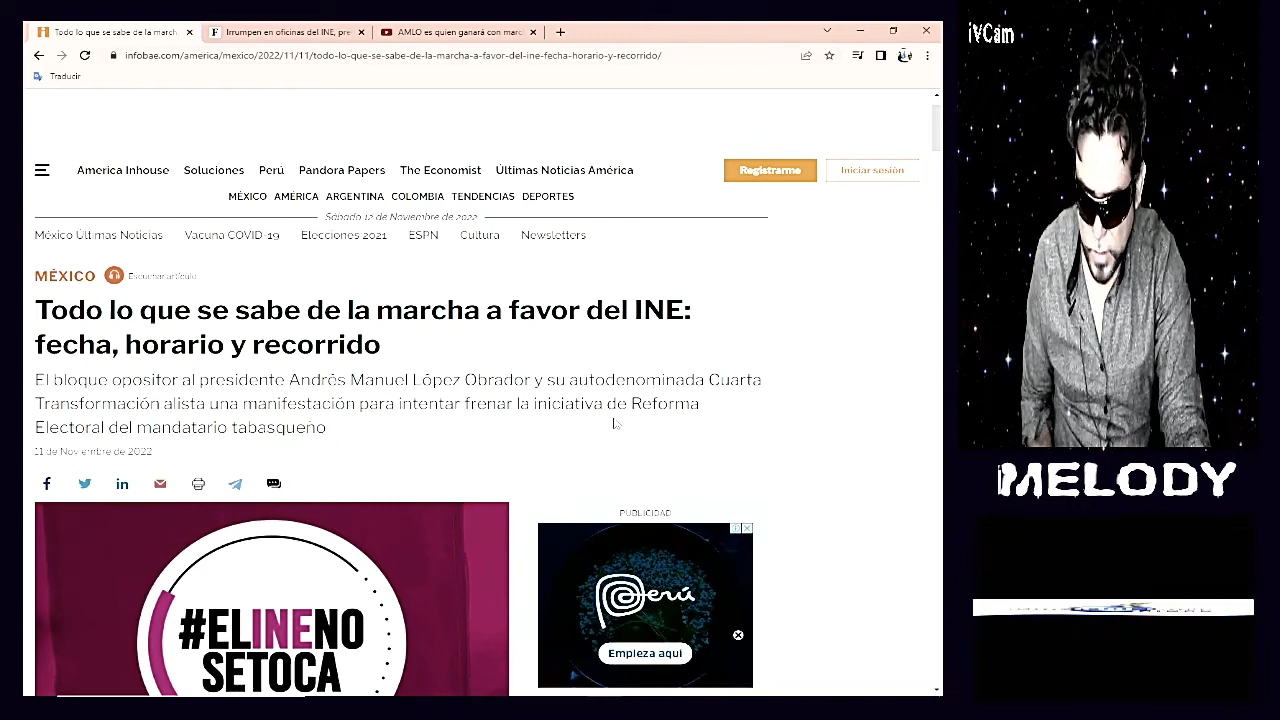 Todo lo que se sabe de la march
Irrumpen en oficinas del INE, pre
AMLO es quien ganará con marc
infobae.com/america/mexico/2022/11/11/todo-lo-que-se-sabe-de-la-marcha-a-favor-del-ine-fecha-horario-y-recorrido/
Traducir
America Inhouse Soluciones Perú Pandora Papers The Economist Últimas Noticias América
Registrarme
Iniciar sesión
MÉXICO AMÉRICA ARGENTINA COLOMBIA TENDENCIAS DEPORTES
Sábado 12 de Noviembre de 2022
México Últimas Noticias Vacuna COVID-19 Elecciones 2021 ESPN Cultura Newsletters
MÉXICO Escuchar artículo
Todo lo que se sabe de la marcha a favor del INE:
fecha, horario y recorrido
El bloque opositor al presidente Andrés Manuel López Obrador y su autodenominada Cuarta
Transformación alista una manifestación para intentar frenar la iniciativa de Reforma
Electoral del mandatario tabasqueño
11 de Noviembre de 2022
PUBLICIDAD
#ELINENO
SETOCA
Perú
Empieza aquí
iVCam
MELODY